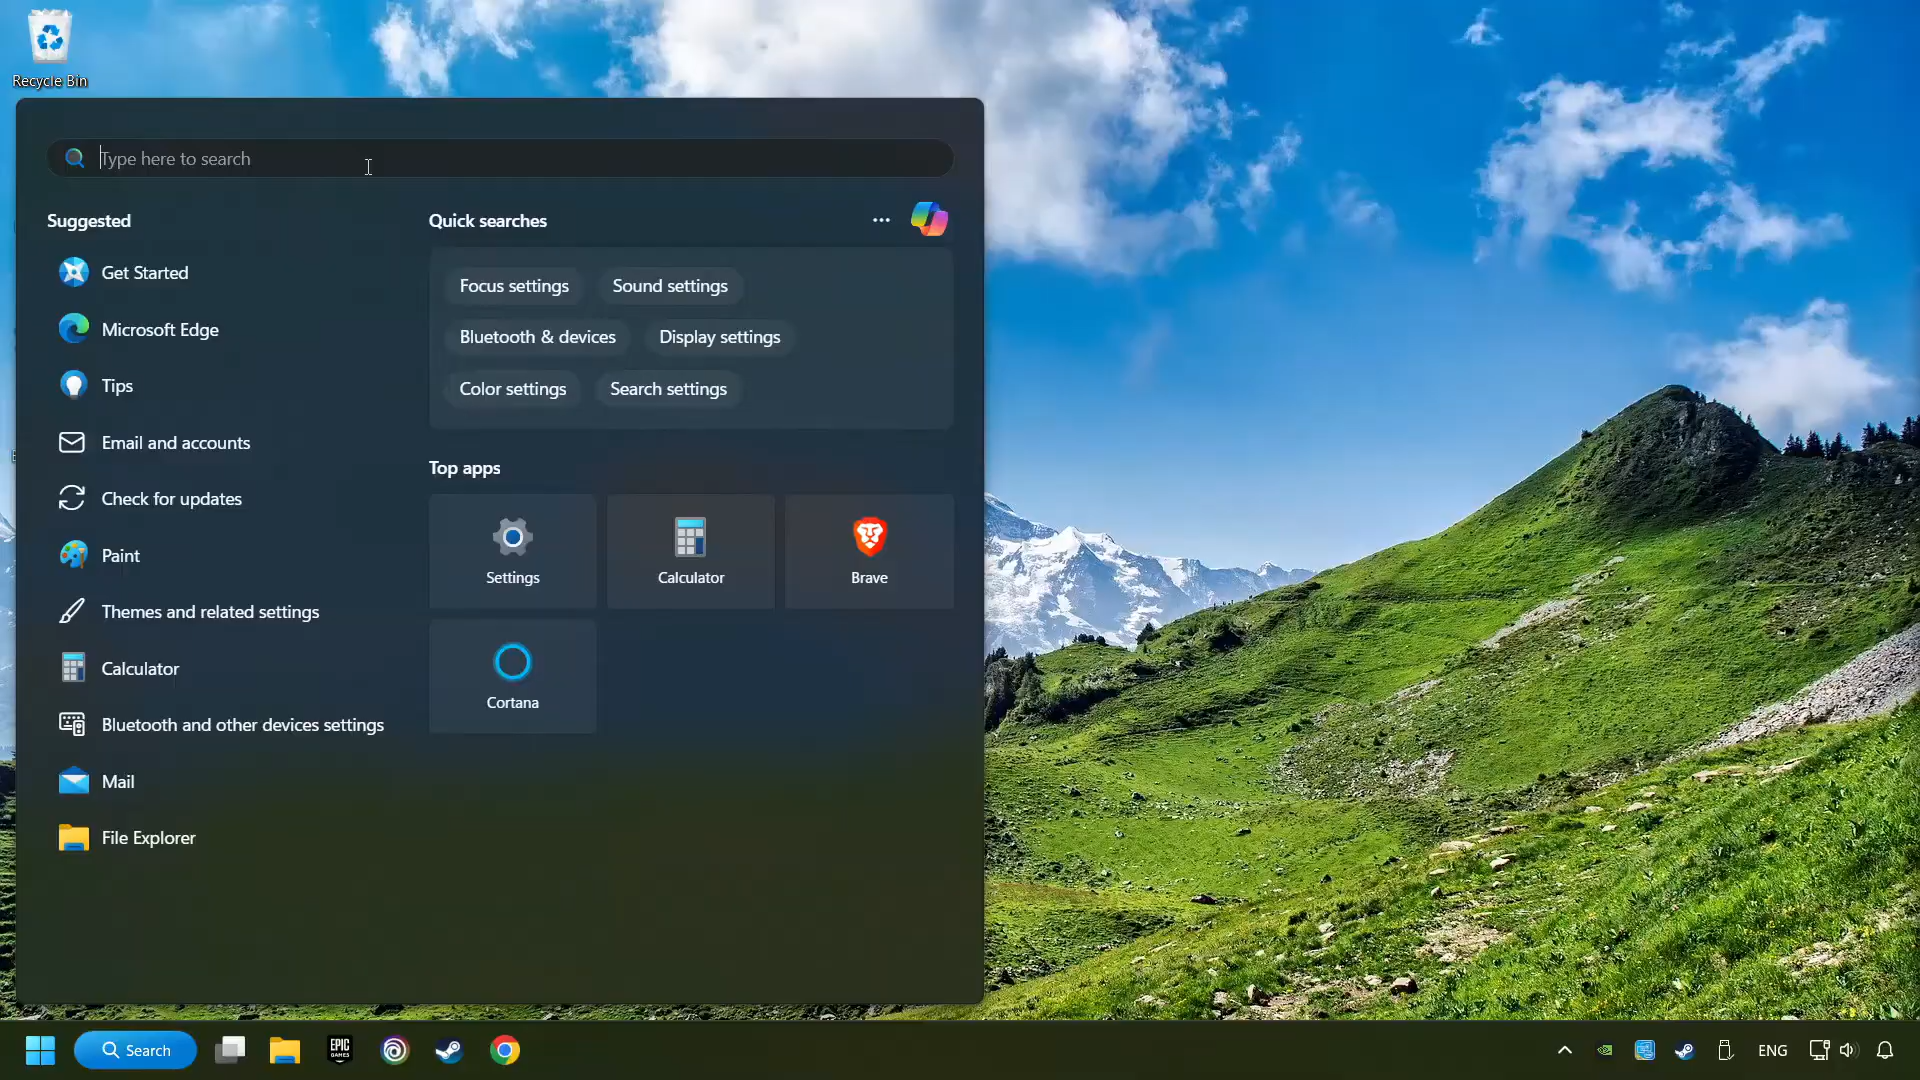 Recycle Bin
Type here to search
Suggested
Get Started
Microsoft Edge
Tips
Email and accounts
Check for updates
Paint
Themes and related settings
Calculator
Bluetooth and other devices settings
Mail
File Explorer
Quick searches
Focus settings
Sound settings
Bluetooth & devices
Display settings
Color settings
Search settings
Top apps
Settings
Calculator
Brave
Cortana
Search
EPIC
GAMES
ENG